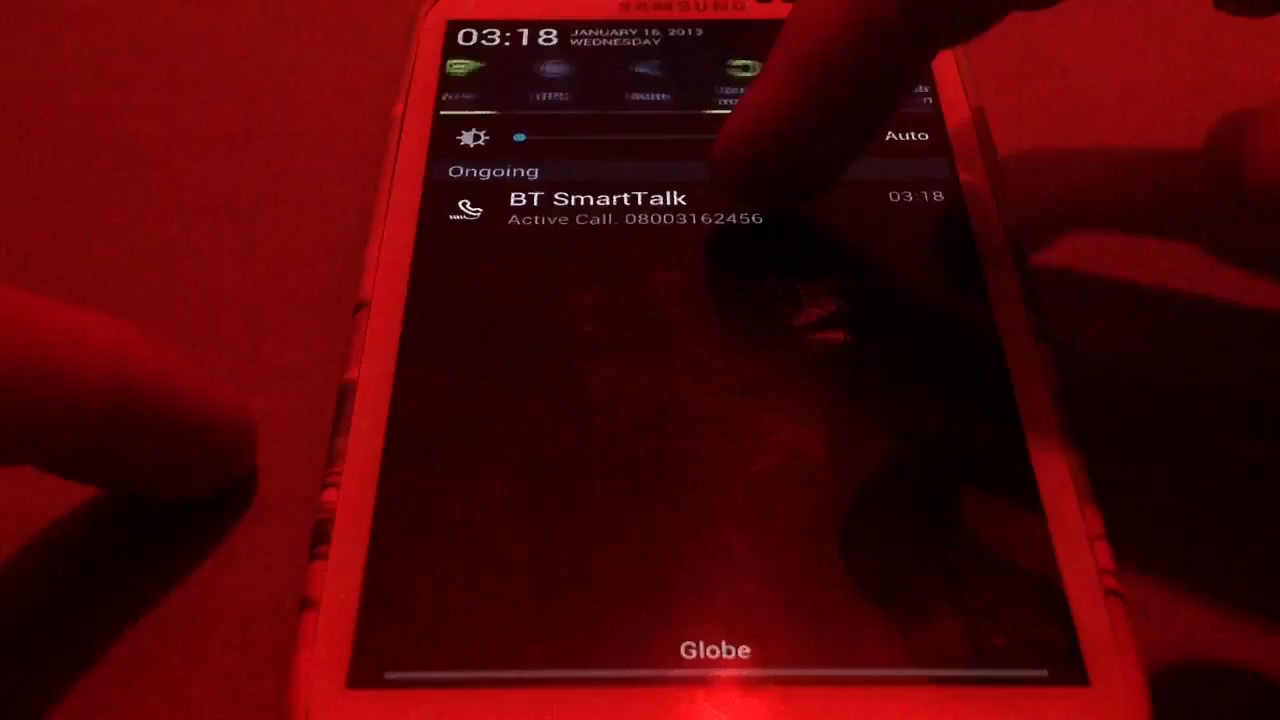 SAMSUNG
03:18 JANUARY 16, 2013
WEDNESDAY
Auto
Ongoing
BT SmartTalk 03:18
Active Call. 08003162456
Globe